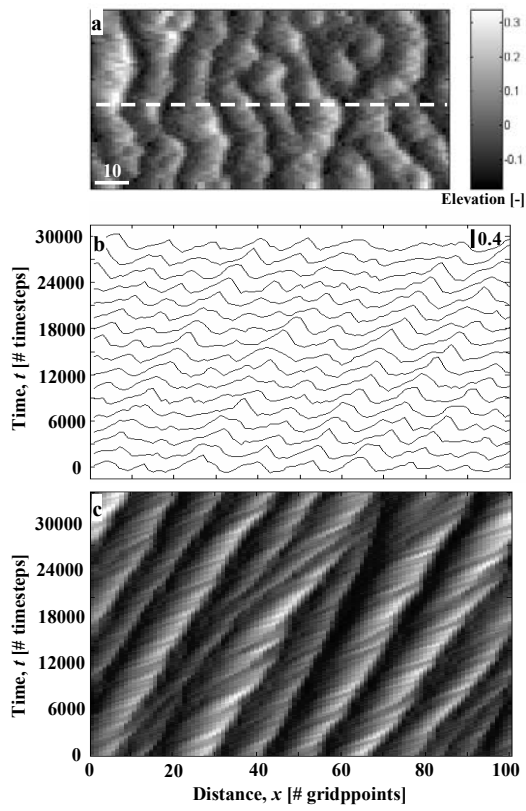 a
10
0.3
0.2
0.1
0
-0.1
Elevation [-]
b
0.4
30000
24000
18000
12000
6000
0
Time, t [# timesteps]
c
30000
24000
18000
12000
6000
0
Time, t [# timesteps]
0 20 40 60 80 100
Distance, x [# gridppoints]